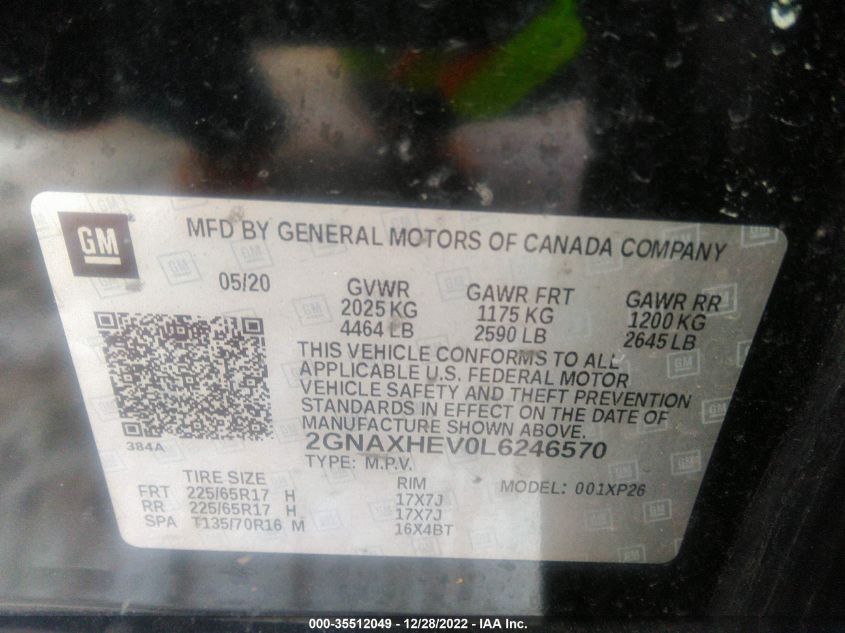 GM
MFD BY GENERAL MOTORS OF CANADA COMPANY
05/20
GVWR
2025 KG
4464 LB
GAWR FRT
1175 KG
2590 LB
GAWR RR
1200 KG
2645 LB
THIS VEHICLE CONFORMS TO ALL
APPLICABLE U.S. FEDERAL MOTOR
VEHICLE SAFETY AND THEFT PREVENTION
STANDARDS IN EFFECT ON THE DATE OF
MANUFACTURE SHOWN ABOVE.
384A
2GNAXHEV0L6246570
TYPE: M.P.V.
MODEL: 001XP26
TIRE SIZE RIM
FRT 225/65R17 H 17X7J
RR 225/65R17 H 17X7J
SPA T135/70R16 M 16X4BT
000-35512049 - 12/28/2022 - IAA Inc.